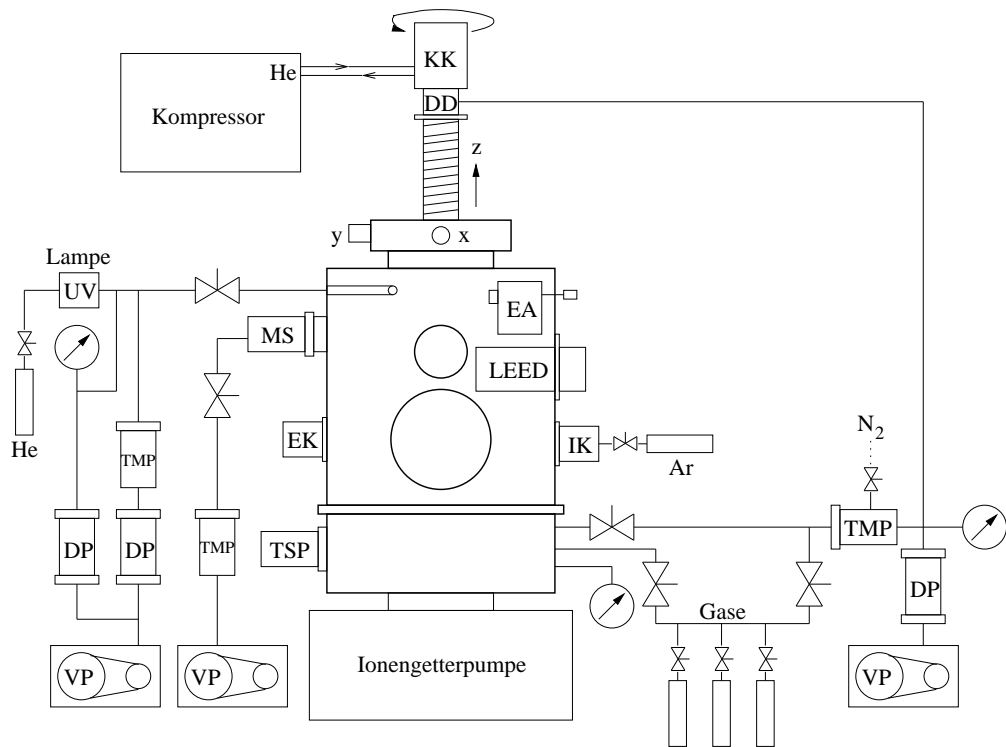 KK
He
DD
Kompressor
z
y
x
Lampe
UV
EA
MS
LEED
He
EK
IK
Ar
N2
TMP
TSP
TMP
TMP
DP
DP
DP
Gase
VP
VP
Ionengetterpumpe
VP